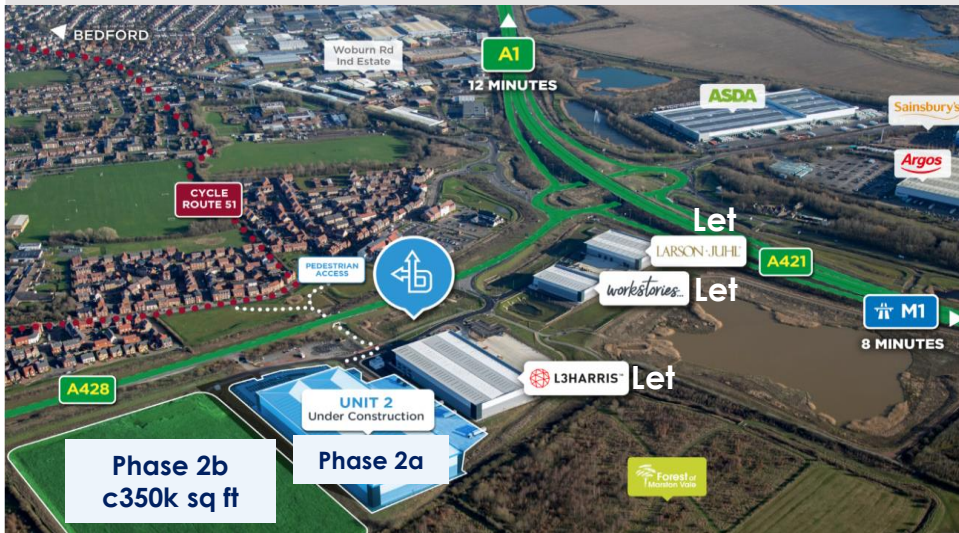 BEDFORD
Woburn Rd
Ind Estate
A1
12 MINUTES
ASDA
Sainsbury's
Argos
CYCLE
ROUTE 51
Let
LARSON·JUHL
A421
PEDESTRIAN
ACCESS
b
workstories...
Let
M1
8 MINUTES
L3HARRIS™
Let
A428
UNIT 2
Under Construction
Phase 2a
Phase 2b
c350k sq ft
Forest of
Marston Vale